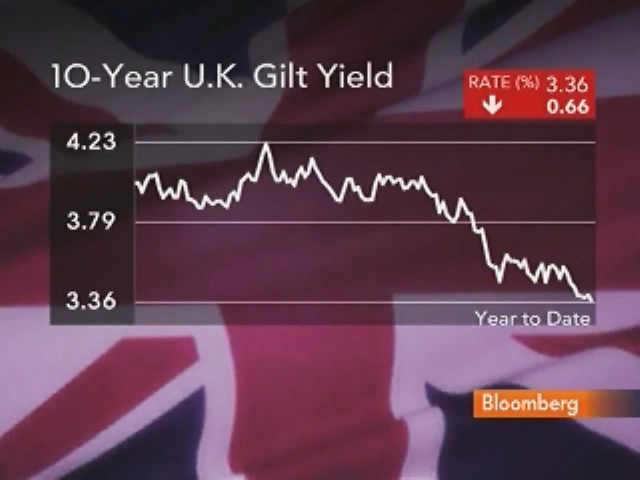 10-Year U.K. Gilt Yield
RATE (%) 3.36
0.66
4.23
3.79
3.36
Year to Date
Bloomberg